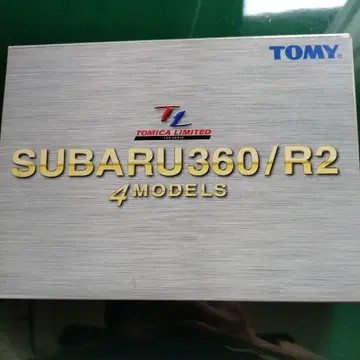 TOMY
TL
TOMICA LIMITED
SUBARU360/R2
4MODELS